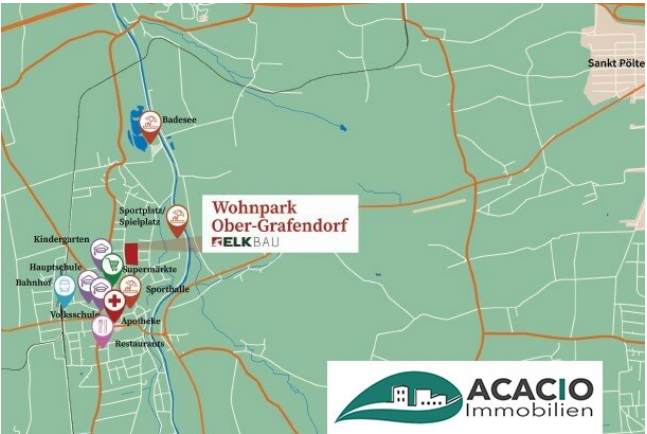 Sankt Pölte
Badesee
Sportplatz/
Spielplatz
Wohnpark
Ober-Grafendorf
ELKBAU
Kindergarten
Hauptschule
Supermärkte
Bahnhof
Sporthalle
Volksschule
Apotheke
Restaurants
ACACIO
Immobilien